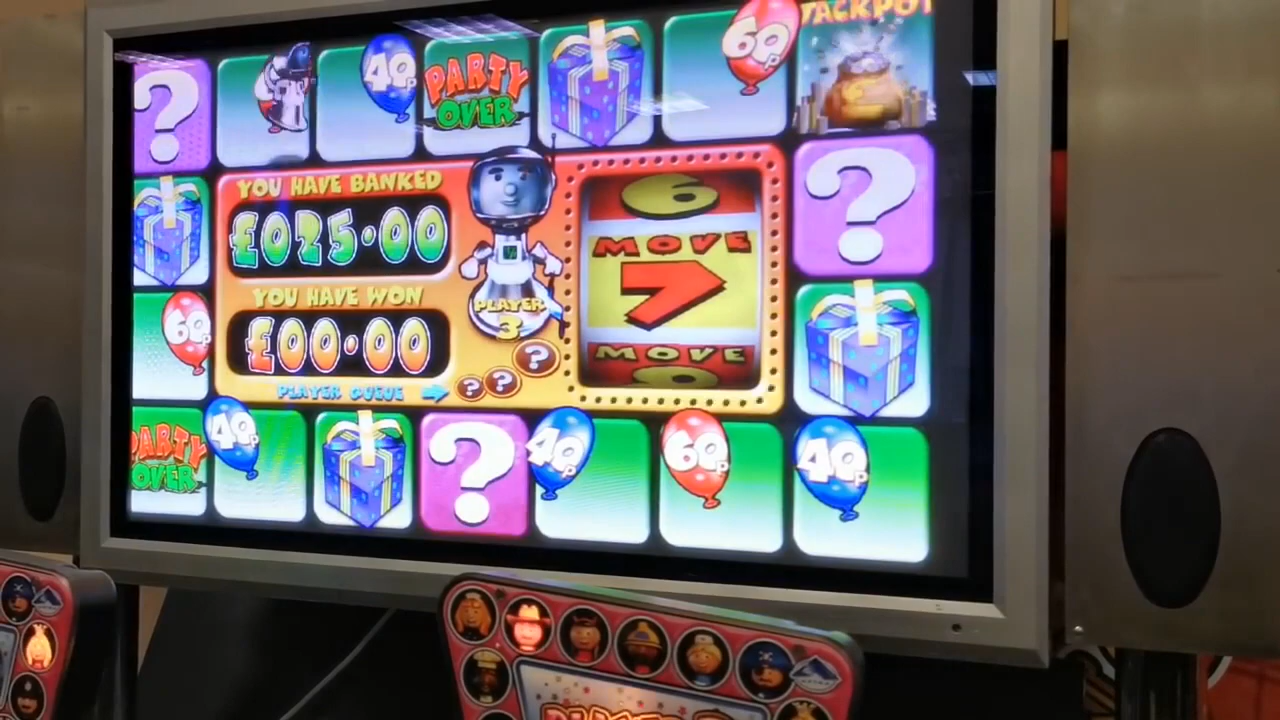 JACKPOT
?
40p
PARTY
OVER
60p
£
?
YOU HAVE BANKED
£025.00
6
MOVE
7
MOVE
YOU HAVE WON
£00.00
PLAYER
3
PLAYER QUEUE
? ? ?
60p
PARTY
OVER
40p
?
40p
60p
40p